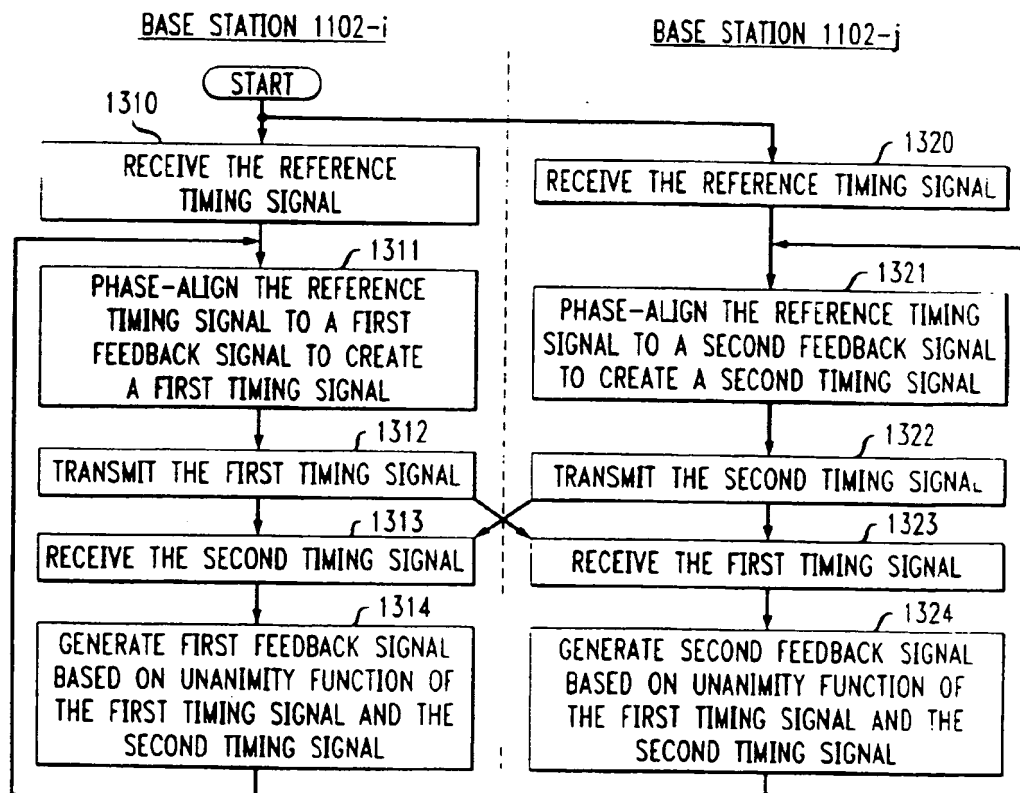 BASE STATION 1102-i
BASE STATION 1102-j
START
1310
RECEIVE THE REFERENCE
TIMING SIGNAL
1320
RECEIVE THE REFERENCE TIMING SIGNAL
1311
PHASE-ALIGN THE REFERENCE
TIMING SIGNAL TO A FIRST
FEEDBACK SIGNAL TO CREATE
A FIRST TIMING SIGNAL
1321
PHASE-ALIGN THE REFERENCE TIMING
SIGNAL TO A SECOND FEEDBACK SIGNAL
TO CREATE A SECOND TIMING SIGNAL
1312
TRANSMIT THE FIRST TIMING SIGNAL
1322
TRANSMIT THE SECOND TIMING SIGNAL
1313
RECEIVE THE SECOND TIMING SIGNAL
1323
RECEIVE THE FIRST TIMING SIGNAL
1314
GENERATE FIRST FEEDBACK SIGNAL
BASED ON UNANIMITY FUNCTION OF
THE FIRST TIMING SIGNAL AND THE
SECOND TIMING SIGNAL
1324
GENERATE SECOND FEEDBACK SIGNAL
BASED ON UNANIMITY FUNCTION OF
THE FIRST TIMING SIGNAL AND THE
SECOND TIMING SIGNAL